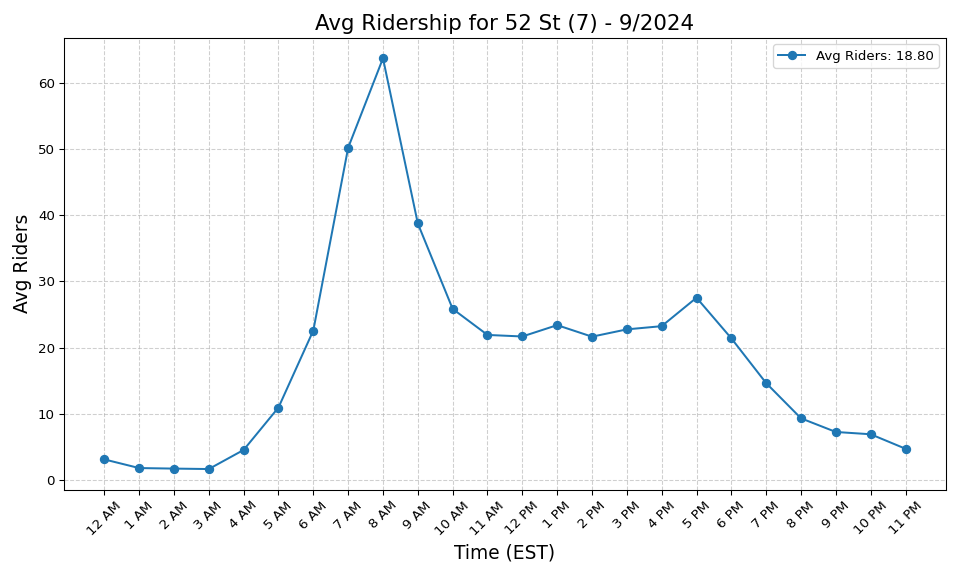 Avg Ridership for 52 St (7) - 9/2024
Avg Riders: 18.80
Avg Riders
60
50
40
30
20
10
0
12 AM
1 AM
2 AM
3 AM
4 AM
5 AM
6 AM
7 AM
8 AM
9 AM
10 AM
11 AM
12 PM
1 PM
2 PM
3 PM
4 PM
5 PM
6 PM
7 PM
8 PM
9 PM
10 PM
11 PM
Time (EST)